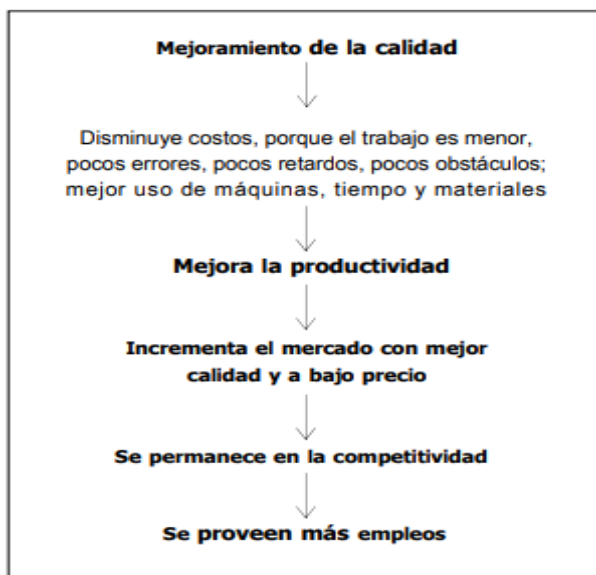 Mejoramiento de la calidad
Disminuye costos, porque el trabajo es menor,
pocos errores, pocos retardos, pocos obstáculos;
mejor uso de máquinas, tiempo y materiales
Mejora la productividad
Incrementa el mercado con mejor
calidad y a bajo precio
Se permanece en la competitividad
Se proveen más empleos